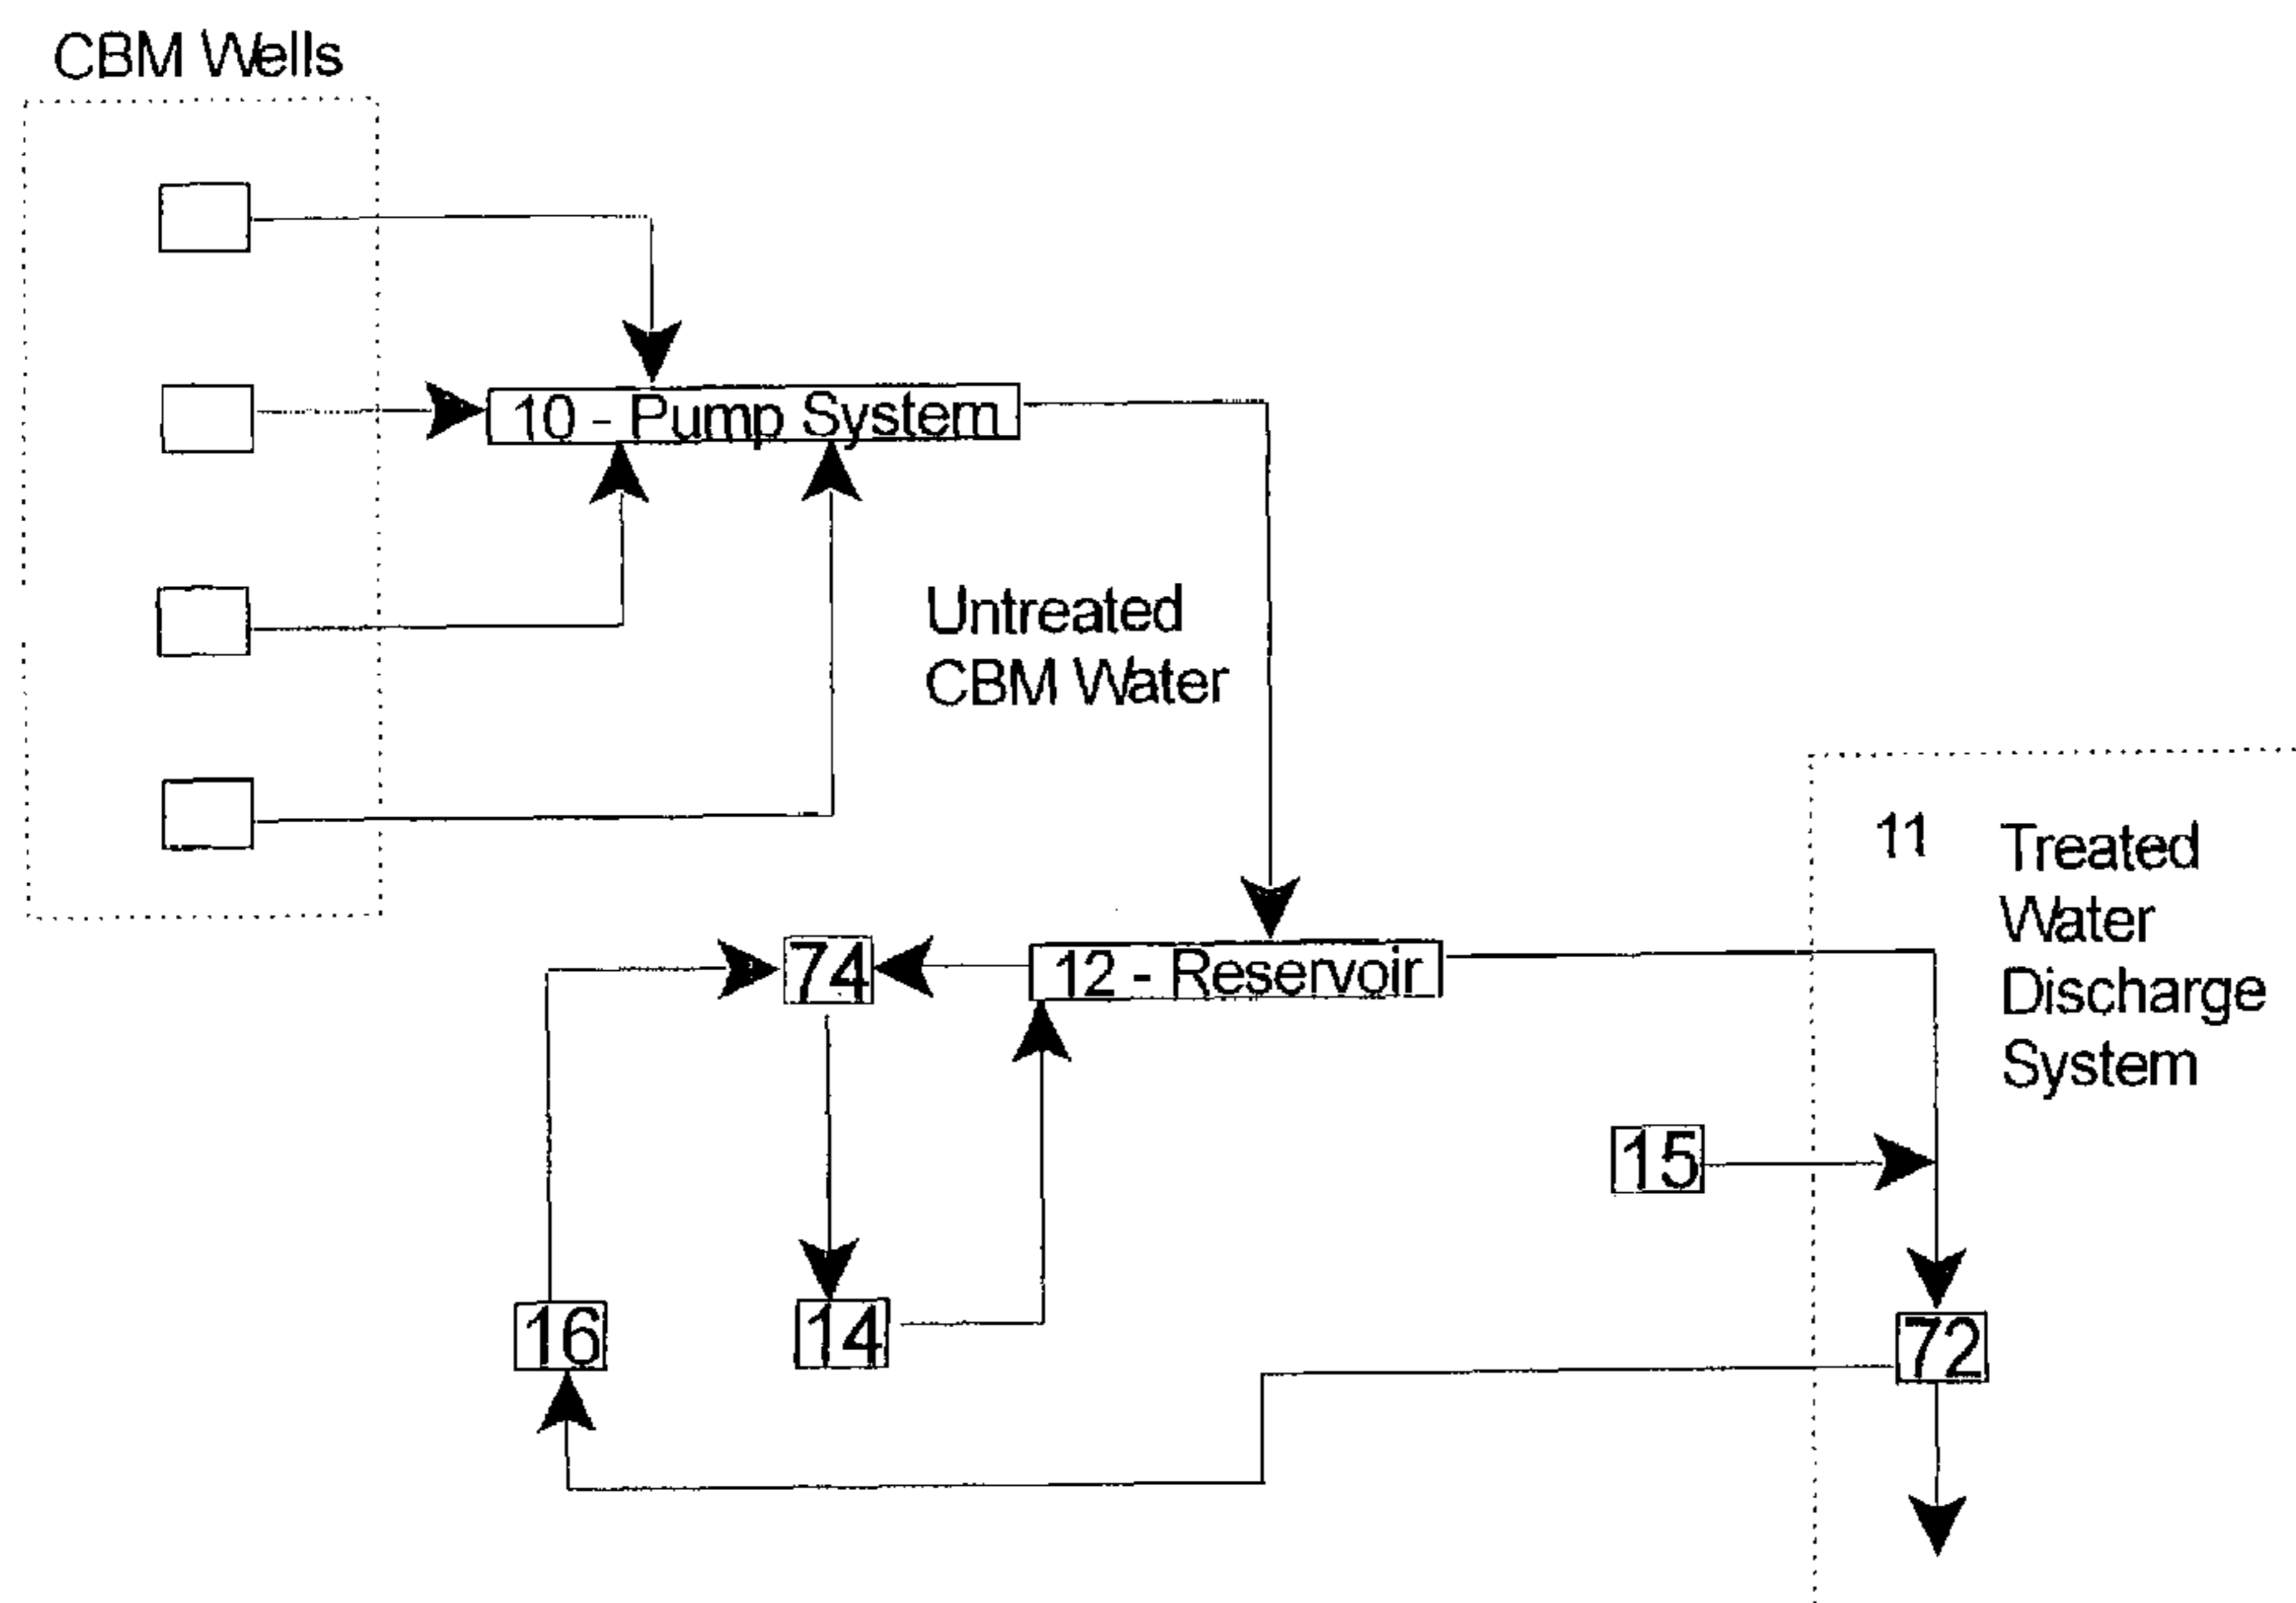 CBM Wells
10 - Pump System
Untreated
CBM Water
11
Treated
Water
Discharge
System
74
12 - Reservoir
15
16
14
72